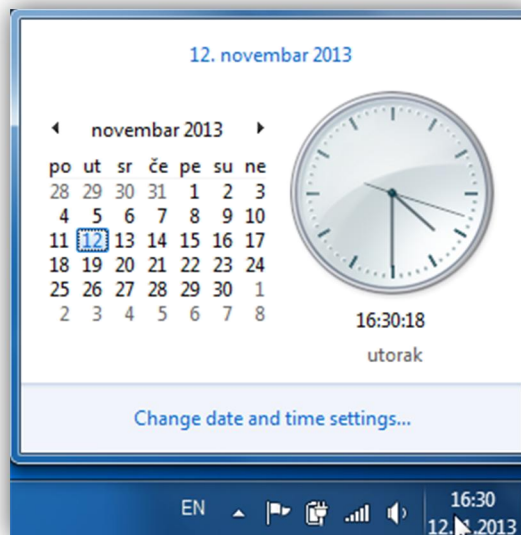 12. novembar 2013
novembar 2013
po ut sr če pe su ne
28 29 30 31 1 2 3
4 5 6 7 8 9 10
11 12 13 14 15 16 17
18 19 20 21 22 23 24
25 26 27 28 29 30 1
2 3 4 5 6 7 8
16:30:18
utorak
Change date and time settings...
EN
16:30